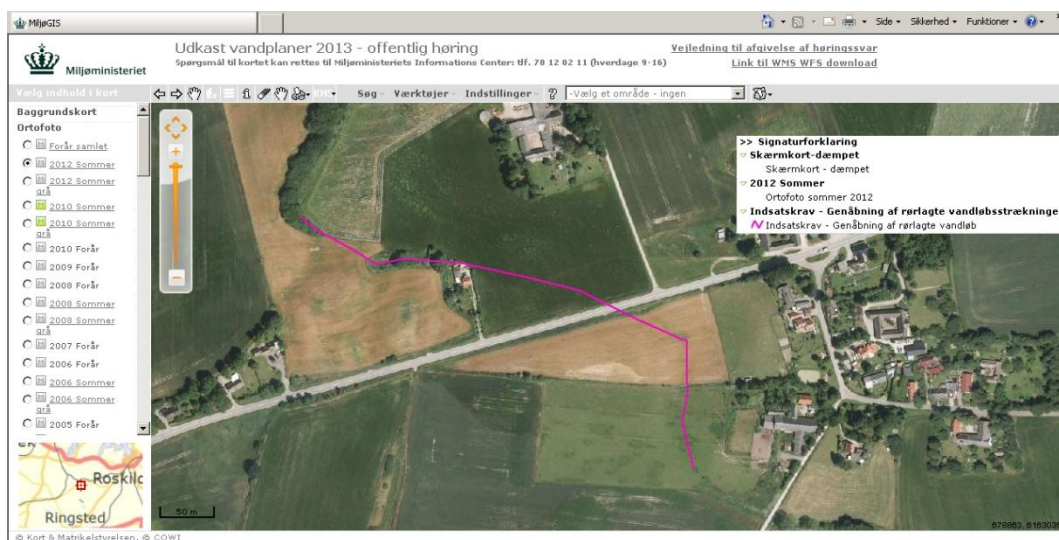 MiljøGIS
Side
Sikkerhed
Funktioner
Miljøministeriet
Udkast vandplaner 2013 - offentlig høring
Spørgsmål til kortet kan rettes til Miljøministeriets Informations Center: tlf. 70 12 02 11 (hverdage 9-16)
Vejledning til afgivelse af høringssvar
Link til WMS WFS download
Vælg indhold i kort
Søg
Værktøjer
Indstillinger
-Vælg et område - ingen
Baggrundskort
Ortofoto
Forår samlet
2012 Sommer
2012 Sommer
grå
2010 Sommer
2010 Sommer
grå
2010 Forår
2009 Forår
2008 Forår
2008 Sommer
2008 Sommer
grå
2007 Forår
2006 Forår
2006 Sommer
2006 Sommer
grå
2005 Forår
>> Signaturforklaring
Skærmkort-dæmpet
Skærmkort - dæmpet
2012 Sommer
Ortofoto sommer 2012
Indsatskrav - Genåbning af rørlagte vandløbsstrækninge
Indsatskrav - Genåbning af rørlagte vandløb
Roskilc
Ringsted
50 m
© Kort & Matrikelstyrelsen, © COWI